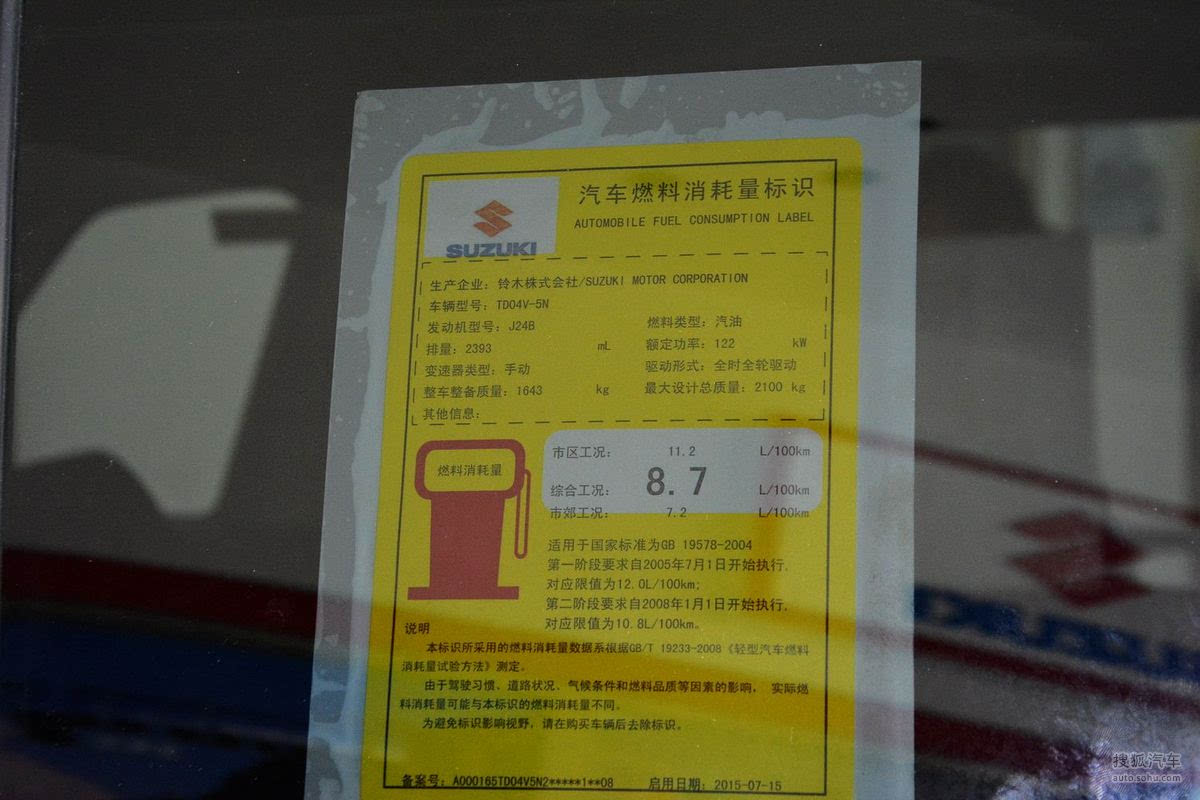 汽车燃料消耗量标识
AUTOMOBILE FUEL CONSUMPTION LABEL
SUZUKI
生产企业: 铃木株式会社/SUZUKI MOTOR CORPORATION
车辆型号: TD04V-5N
发动机型号: J24B 燃料类型: 汽油
排量: 2393 mL 额定功率: 122 kW
变速器类型: 手动 驱动形式: 全时全轮驱动
整车整备质量: 1643 kg 最大设计总质量: 2100 kg
其他信息:
燃料消耗量
市区工况: 11.2 L/100km
综合工况: 8.7 L/100km
市郊工况: 7.2 L/100km
适用于国家标准为GB 19578-2004
第一阶段要求自2005年7月1日开始执行,
对应限值为12.0L/100km;
第二阶段要求自2008年1月1日开始执行,
对应限值为10.8L/100km。
说明
本标识所采用的燃料消耗量数据系根据GB/T 19233-2008《轻型汽车燃料
消耗量试验方法》测定。
由于驾驶习惯、道路状况、气候条件和燃料品质等因素的影响, 实际燃
料消耗量可能与本标识的燃料消耗量不同。
为避免标识影响视野,请在购买车辆后去除标识。
备案号: A000165TD04V5N2*****1**08 启用日期: 2015-07-15
搜狐汽车
auto.sohu.com